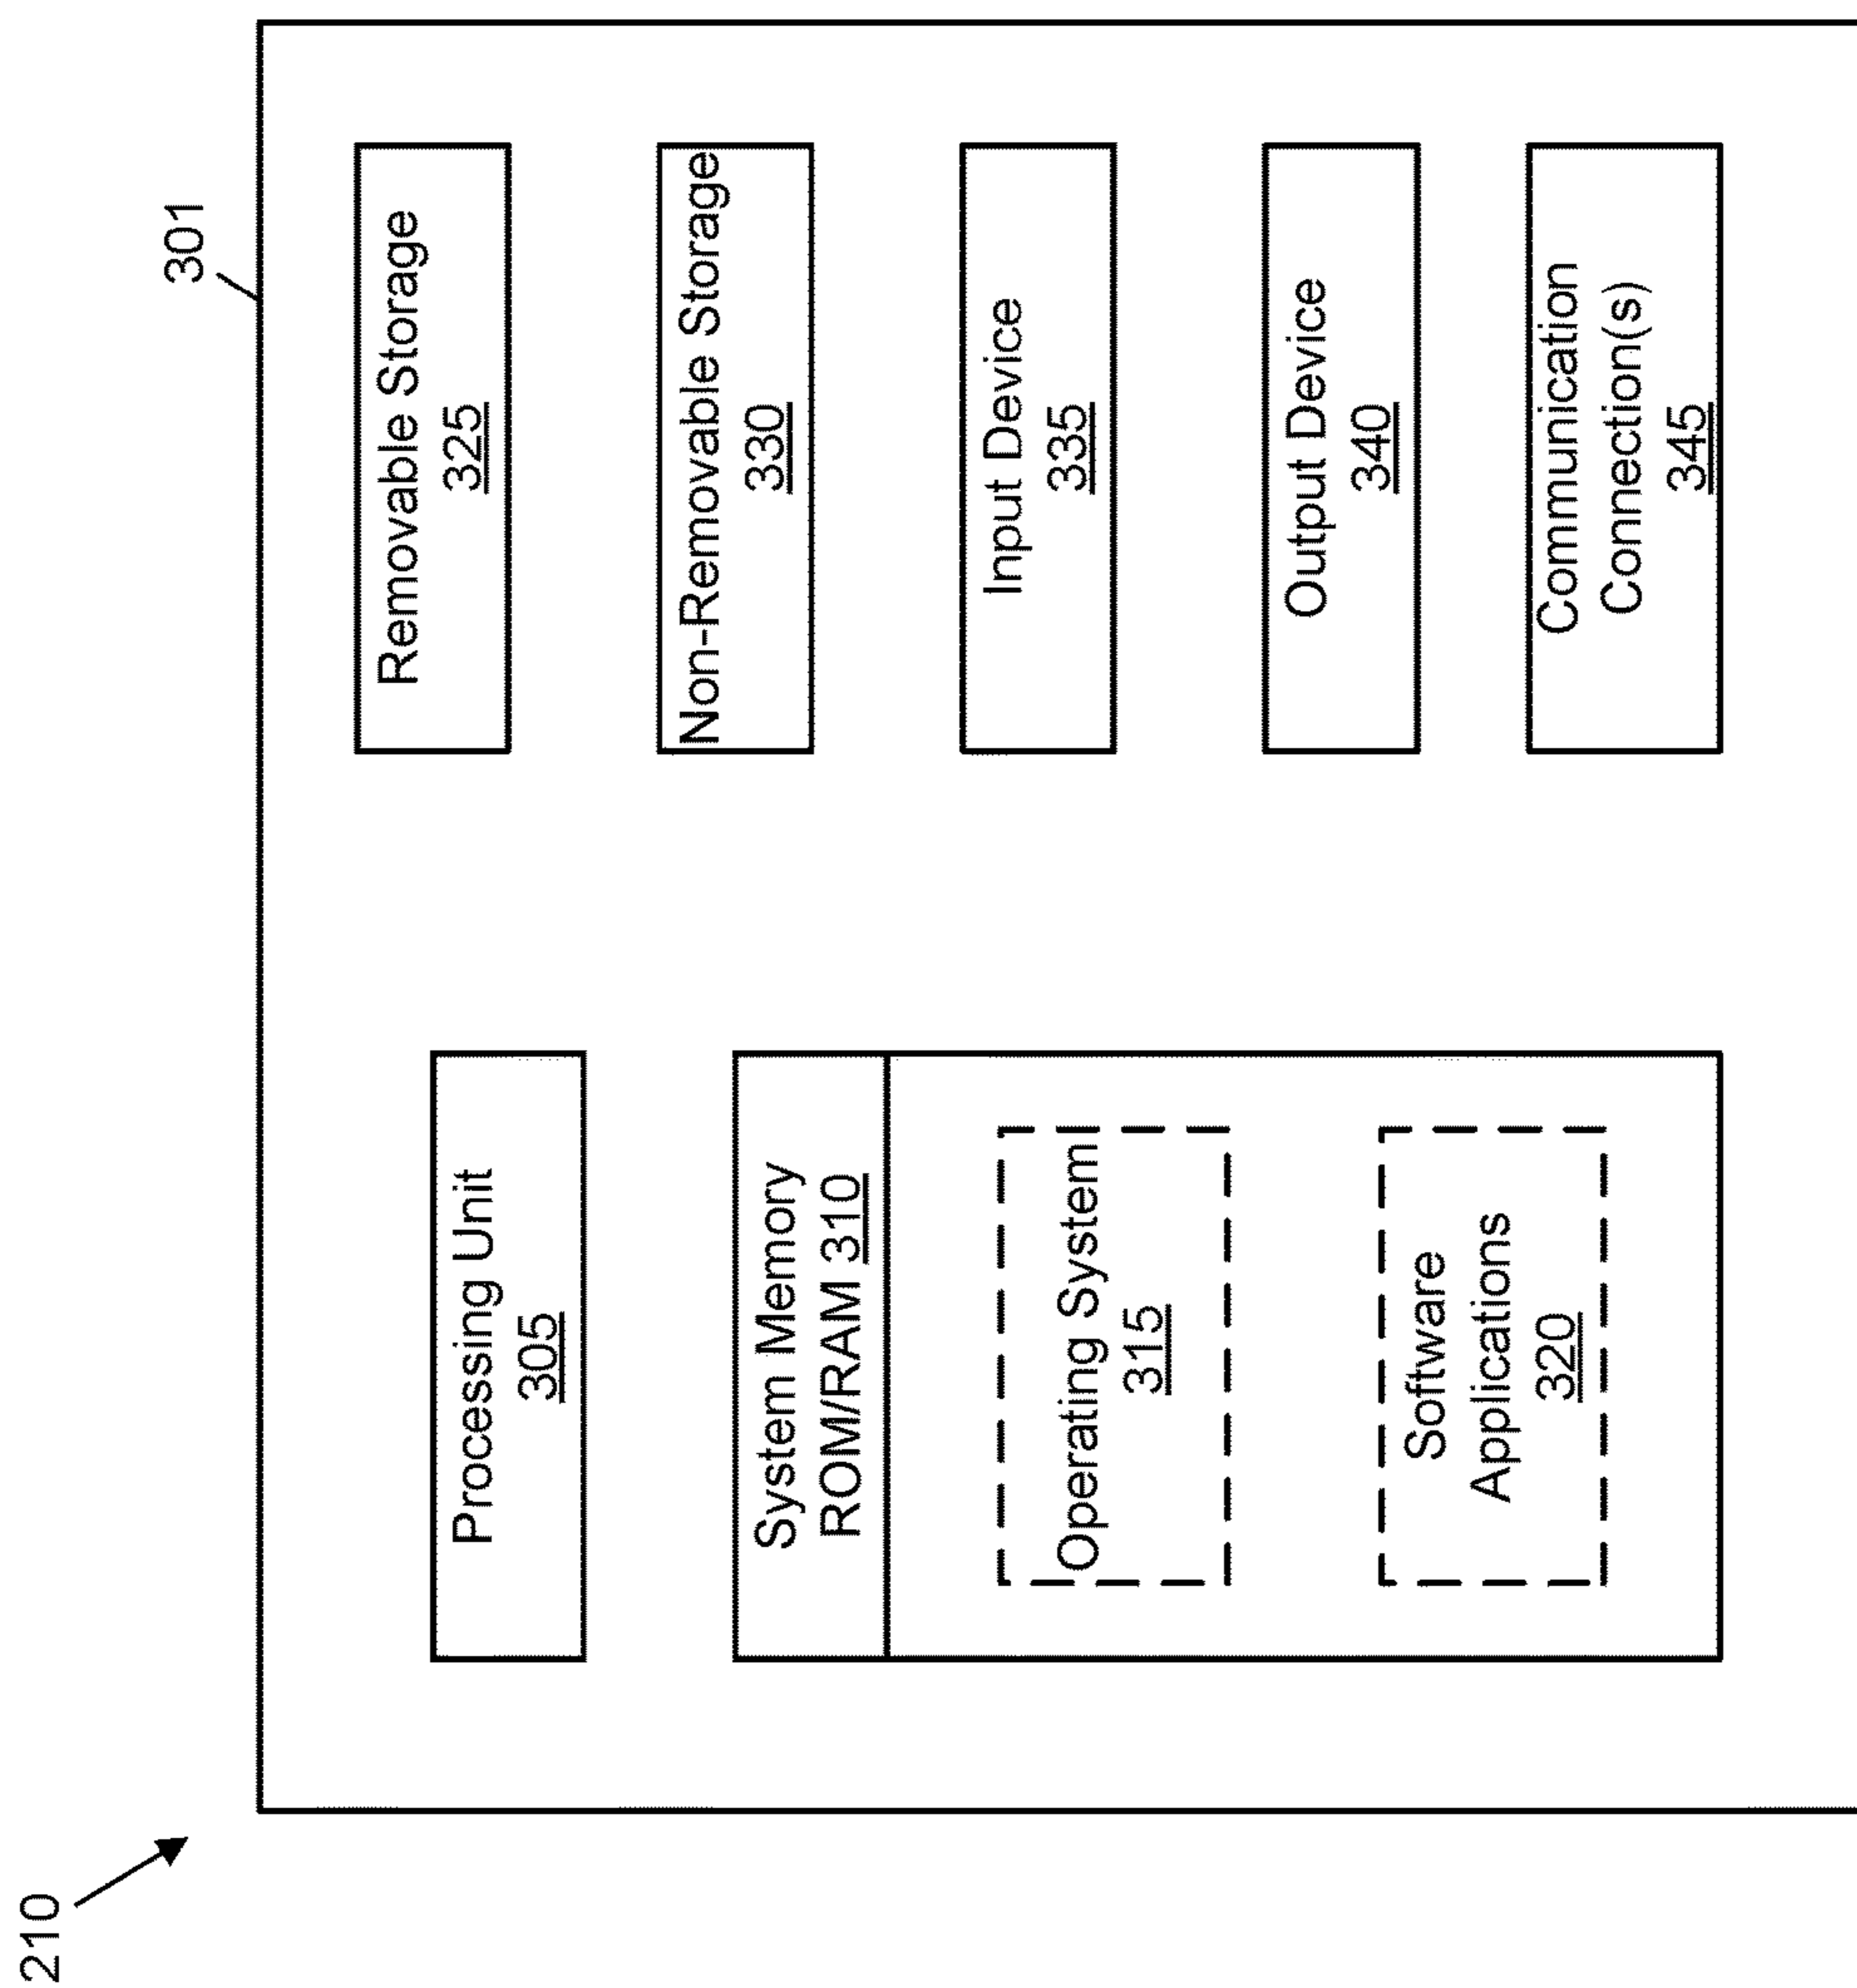 210
301
Processing Unit
305
System Memory
ROM/RAM 310
Operating System
315
Software
Applications
320
Removable Storage
325
Non-Removable Storage
330
Input Device
335
Output Device
340
Communication
Connection(s)
345